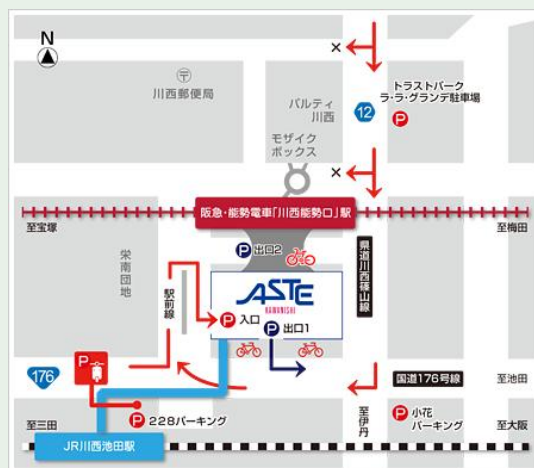 N
川西郵便局
パルティ
川西
12
トラストパーク
ラ・ラ・グランデ駐車場
P
モザイク
ボックス
阪急・能勢電車「川西能勢口」駅
至宝塚
至梅田
栄南団地
P 出口2
県道川西篠山線
駅前線
ASTE
KAWANISHI
P 入口
P 出口1
P
176
国道176号線
至池田
P 228パーキング
至伊丹
P 小花
パーキング
至三田
至大阪
JR川西池田駅